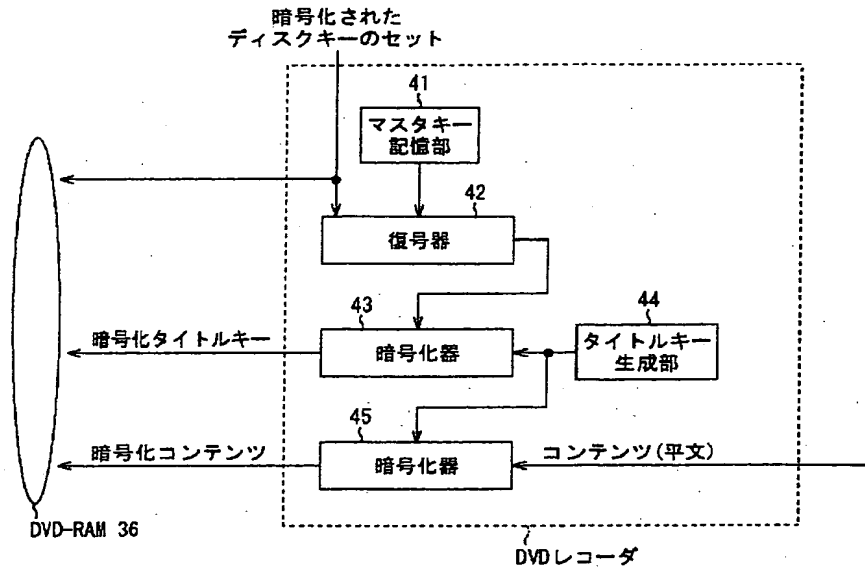 暗号化された
ディスクキーのセット
41
マスタキー
記憶部
42
復号器
43
暗号化器
44
タイトルキー
生成部
暗号化タイトルキー
45
暗号化器
暗号化コンテンツ
コンテンツ(平文)
DVD-RAM 36
DVDレコーダ